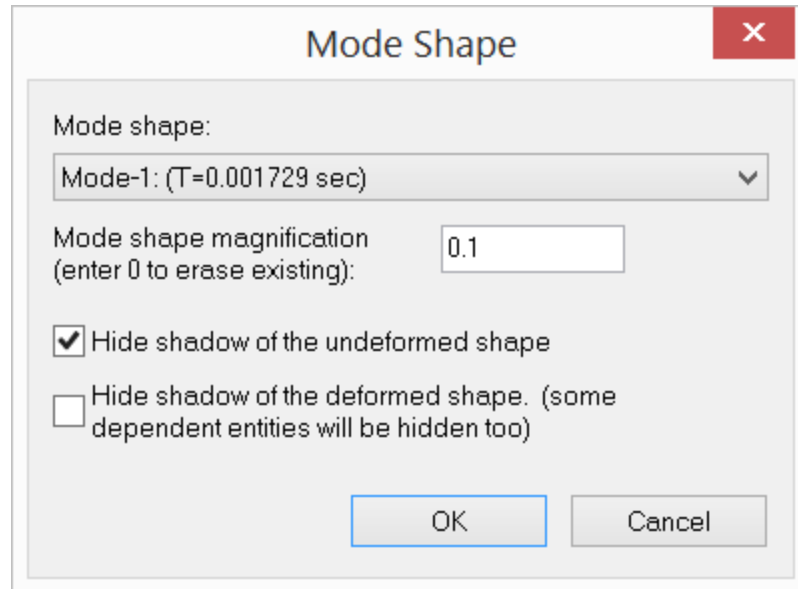 Mode Shape
Mode shape:
Mode-1: (T=0.001729 sec)
Mode shape magnification
(enter 0 to erase existing):
0.1
Hide shadow of the undeformed shape
Hide shadow of the deformed shape.  (some
dependent entities will be hidden too)
OK
Cancel